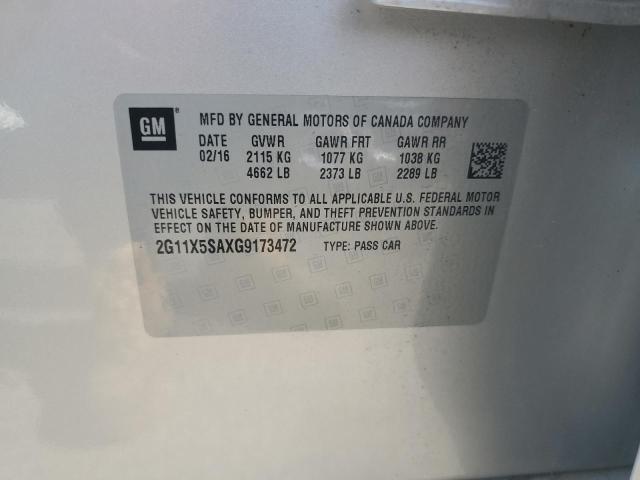 GM
MFD BY GENERAL MOTORS OF CANADA COMPANY
DATE GVWR GAWR FRT GAWR RR
02/16 2115 KG 1077 KG 1038 KG
4662 LB 2373 LB 2289 LB
THIS VEHICLE CONFORMS TO ALL APPLICABLE U.S. FEDERAL MOTOR
VEHICLE SAFETY, BUMPER, AND THEFT PREVENTION STANDARDS IN
EFFECT ON THE DATE OF MANUFACTURE SHOWN ABOVE.
2G11X5SAXG9173472 TYPE: PASS CAR